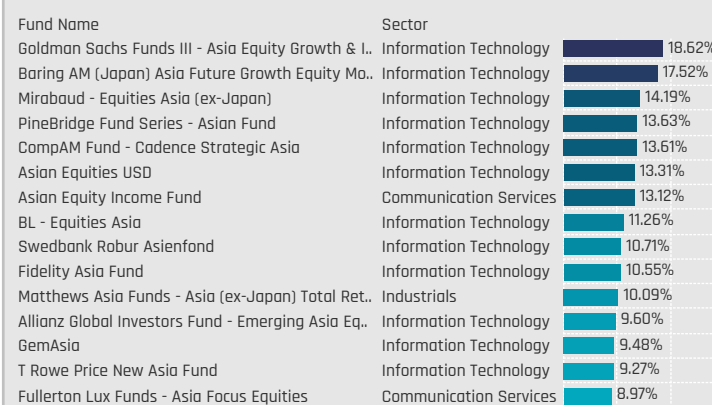 Fund Name Sector
Goldman Sachs Funds III - Asia Equity Growth & I.. Information Technology 18.62%
Baring AM (Japan) Asia Future Growth Equity Mo.. Information Technology 17.52%
Mirabaud - Equities Asia (ex-Japan) Information Technology 14.19%
PineBridge Fund Series - Asian Fund Information Technology 13.63%
CompAM Fund - Cadence Strategic Asia Information Technology 13.61%
Asian Equities USD Information Technology 13.31%
Asian Equity Income Fund Communication Services 13.12%
BL - Equities Asia Information Technology 11.26%
Swedbank Robur Asienfond Information Technology 10.71%
Fidelity Asia Fund Information Technology 10.55%
Matthews Asia Funds - Asia (ex-Japan) Total Ret.. Industrials 10.09%
Allianz Global Investors Fund - Emerging Asia Eq.. Information Technology 9.60%
GemAsia Information Technology 9.48%
T Rowe Price New Asia Fund Information Technology 9.27%
Fullerton Lux Funds - Asia Focus Equities Communication Services 8.97%